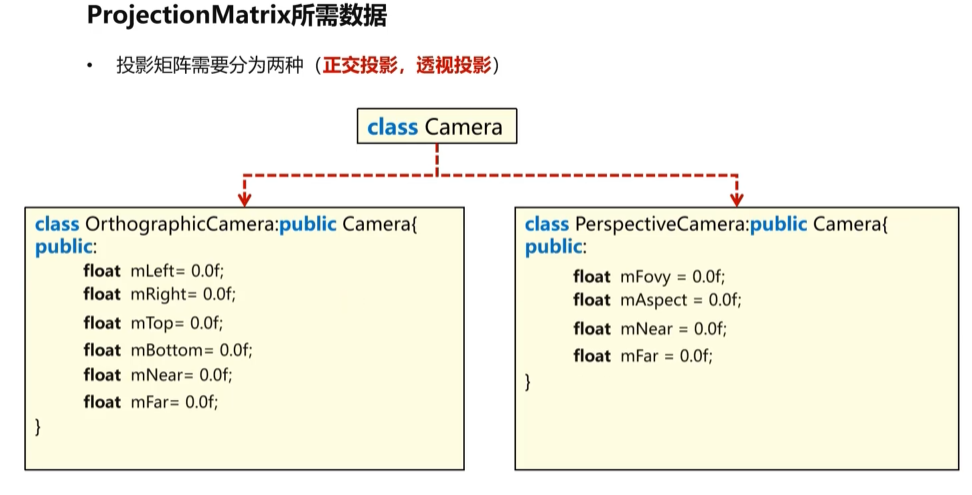 ProjectionMatrix所需数据
• 投影矩阵需要分为两种（正交投影，透视投影）
class Camera
class OrthographicCamera:public Camera{
public:
float mLeft= 0.0f;
float mRight= 0.0f;
float mTop= 0.0f;
float mBottom= 0.0f;
float mNear= 0.0f;
float mFar= 0.0f;
}
class PerspectiveCamera:public Camera{
public:
float mFovy = 0.0f;
float mAspect = 0.0f;
float mNear = 0.0f;
float mFar = 0.0f;
}